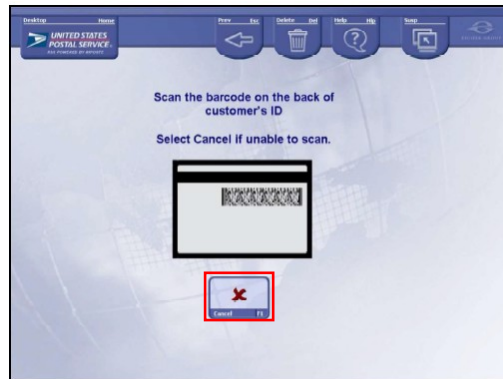 Desktop Home
UNITED STATES
POSTAL SERVICE
Prev Esc
Delete Del
Help Hlp
Susp
Scan the barcode on the back of
customer's ID
Select Cancel if unable to scan.
Cancel F1